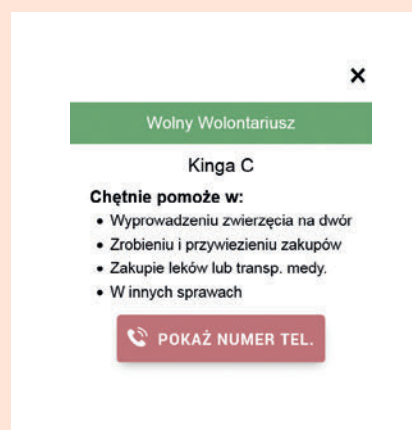 ×
Wolny Wolontariusz
Kinga C
Chętnie pomoże w:
• Wyprowadzeniu zwierzęcia na dwór
• Zrobieniu i przywiezieniu zakupów
• Zakupie leków lub transp. medy.
• W innych sprawach
POKAŻ NUMER TEL.